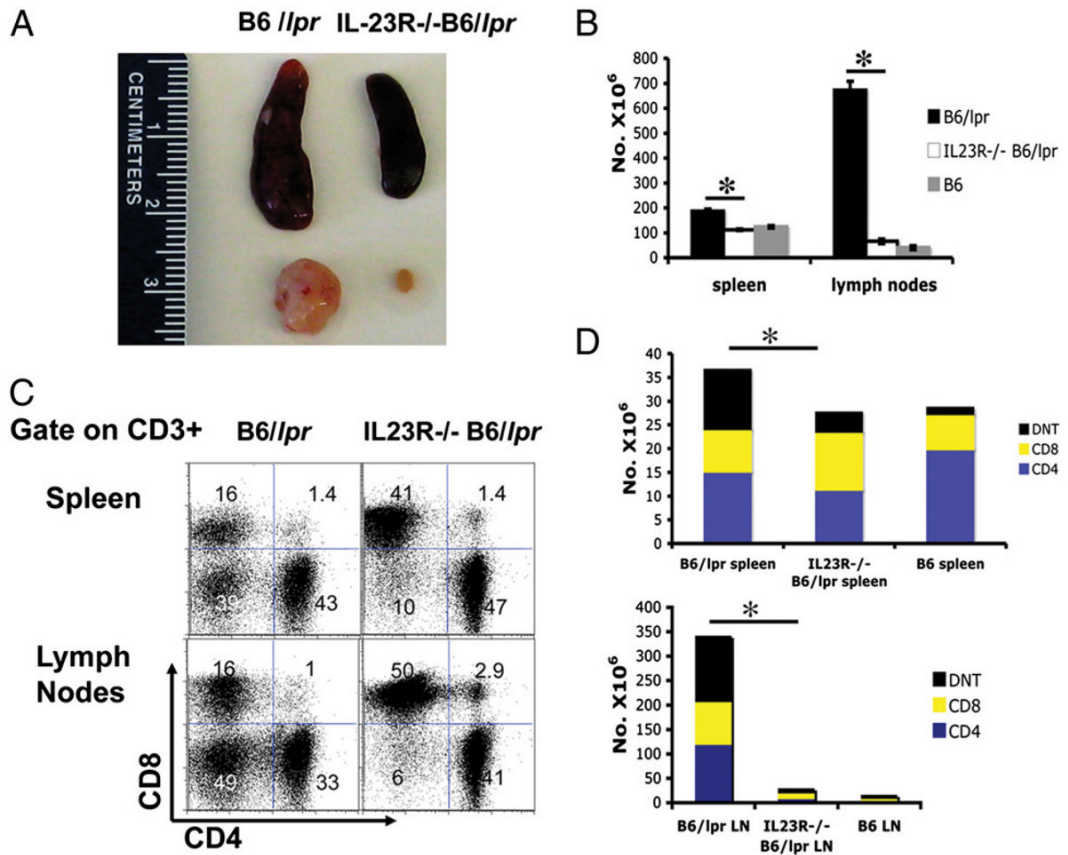 A
B6 //lpr IL-23R-/-B6/lpr
CENTIMETERS
1
2
3
B
No. X10⁶
800
700
600
500
400
300
200
100
0
spleen
lymph nodes
*
*
B6/lpr
IL23R-/- B6/lpr
B6
C
Gate on CD3+
B6//lpr
IL23R-/- B6//lpr
Spleen
16
1.4
39
43
41
1.4
10
47
Lymph
Nodes
16
1
49
33
50
2.9
6
41
CD8
CD4
D
No. X10⁶
40
35
30
25
20
15
10
5
0
*
B6/lpr spleen
IL23R-/-
B6/lpr spleen
B6 spleen
DNT
CD8
CD4
No. X10⁶
400
350
300
250
200
150
100
50
0
*
B6/lpr LN
IL23R-/-
B6/lpr LN
B6 LN
DNT
CD8
CD4